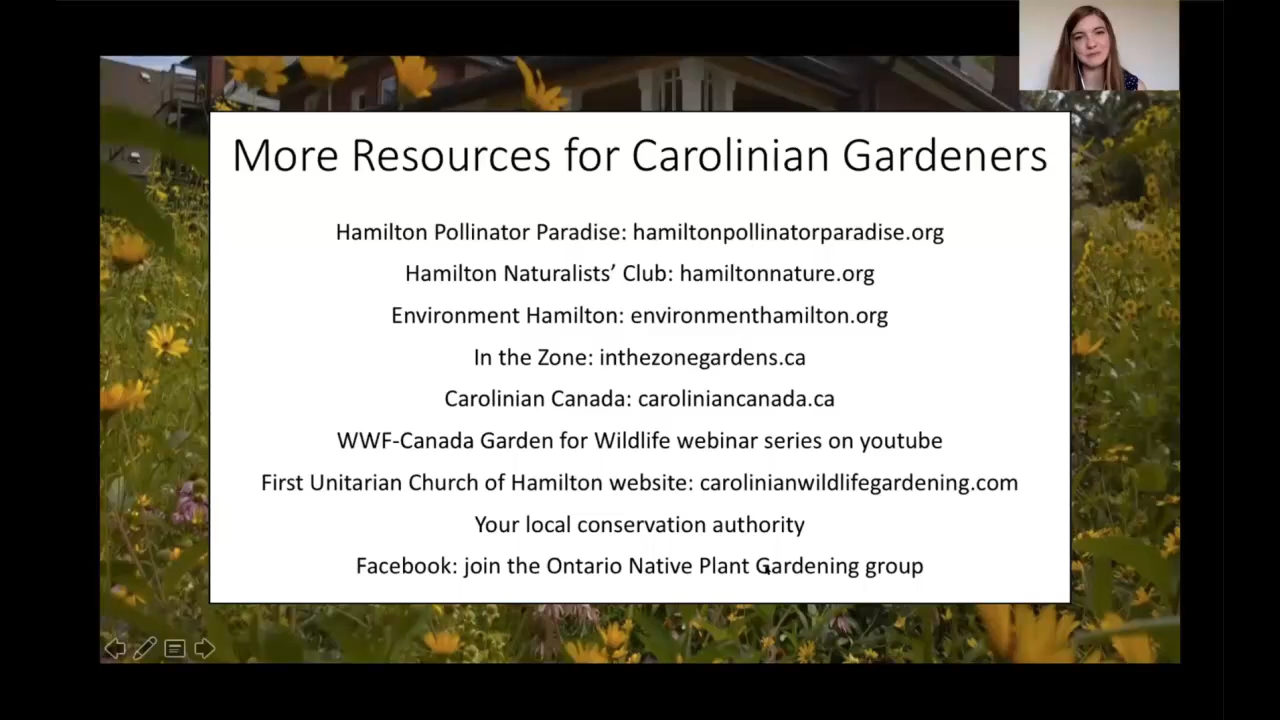 More Resources for Carolinian Gardeners
Hamilton Pollinator Paradise: hamiltonpollinatorparadise.org
Hamilton Naturalists’ Club: hamiltonnature.org
Environment Hamilton: environmenthamilton.org
In the Zone: inthezonegardens.ca
Carolinian Canada: caroliniancanada.ca
WWF-Canada Garden for Wildlife webinar series on youtube
First Unitarian Church of Hamilton website: carolinianwildlifegardening.com
Your local conservation authority
Facebook: join the Ontario Native Plant Gardening group